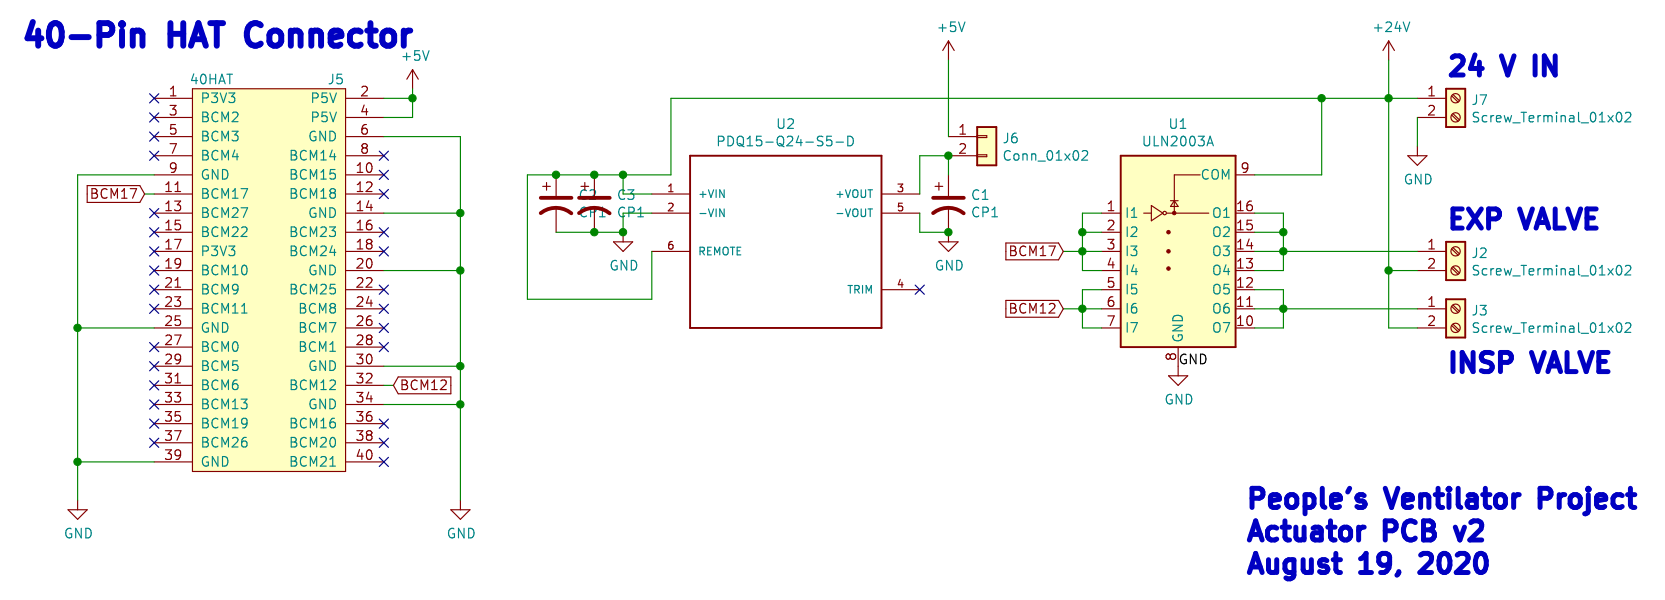 40-Pin HAT Connector
+5V
40HAT J5
1 P3V3 P5V 2
3 BCM2 P5V 4
5 BCM3 GND 6
7 BCM4 BCM14 8
9 GND BCM15 10
BCM17 11 BCM17 BCM18 12
13 BCM27 GND 14
15 BCM22 BCM23 16
17 P3V3 BCM24 18
19 BCM10 GND 20
21 BCM9 BCM25 22
23 BCM11 BCM8 24
25 GND BCM7 26
27 BCM0 BCM1 28
29 BCM5 GND 30
31 BCM6 BCM12 32 BCM12
33 BCM13 GND 34
35 BCM19 BCM16 36
37 BCM26 BCM20 38
39 GND BCM21 40
GND GND
+ C2
CP1
+ C3
CP1
GND
U2
PDQ15-Q24-S5-D
1 +VIN +VOUT 3
2 -VIN -VOUT 5
6 REMOTE
TRIM 4
+5V
1 J6
2 Conn_01x02
+ C1
CP1
GND
U1
ULN2003A
COM 9
1 I1 O1 16
2 I2 O2 15
BCM17 3 I3 O3 14
4 I4 O4 13
5 I5 O5 12
BCM12 6 I6 O6 11
7 I7 O7 10
GND
8 GND
GND
+24V
24 V IN
1 J7
2 Screw_Terminal_01x02
GND
EXP VALVE
1 J2
2 Screw_Terminal_01x02
1 J3
2 Screw_Terminal_01x02
INSP VALVE
People's Ventilator Project
Actuator PCB v2
August 19, 2020